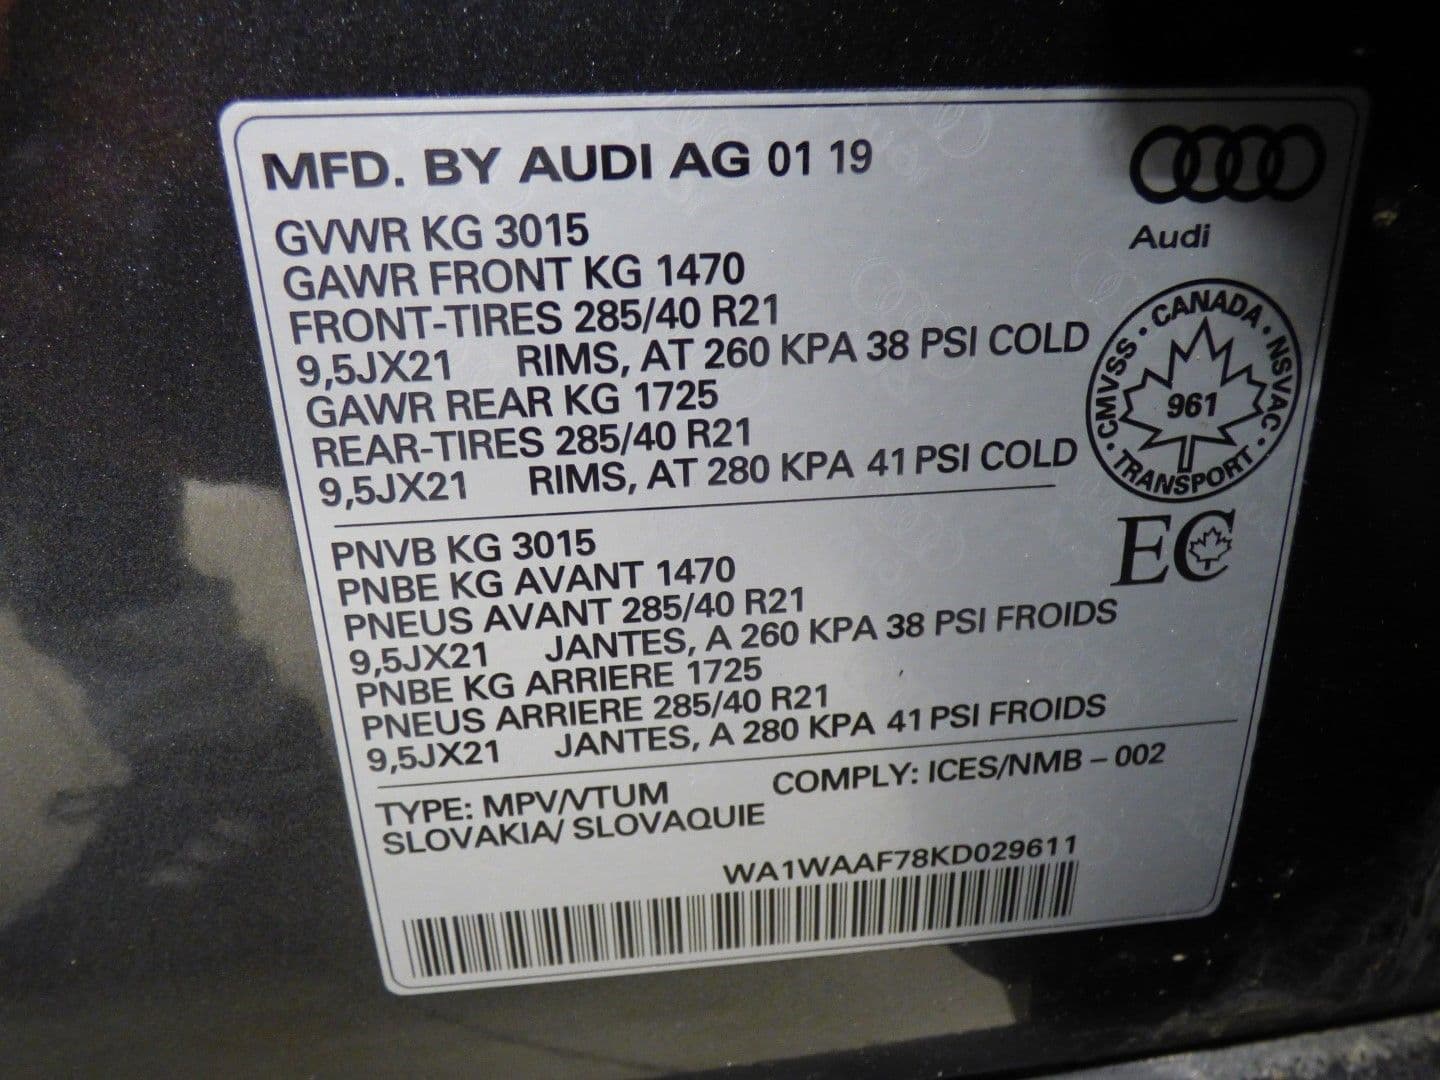 MFD. BY AUDI AG 01 19
Audi
GVWR KG 3015
GAWR FRONT KG 1470
FRONT-TIRES 285/40 R21
9,5JX21 RIMS, AT 260 KPA 38 PSI COLD
GAWR REAR KG 1725
REAR-TIRES 285/40 R21
9,5JX21 RIMS, AT 280 KPA 41 PSI COLD
CANADA • NSVAC • TRANSPORT • CMVSS •
961
EC
PNVB KG 3015
PNBE KG AVANT 1470
PNEUS AVANT 285/40 R21
9,5JX21 JANTES, A 260 KPA 38 PSI FROIDS
PNBE KG ARRIERE 1725
PNEUS ARRIERE 285/40 R21
9,5JX21 JANTES, A 280 KPA 41 PSI FROIDS
TYPE: MPV/VTUM COMPLY: ICES/NMB – 002
SLOVAKIA/ SLOVAQUIE
WA1WAAF78KD029611